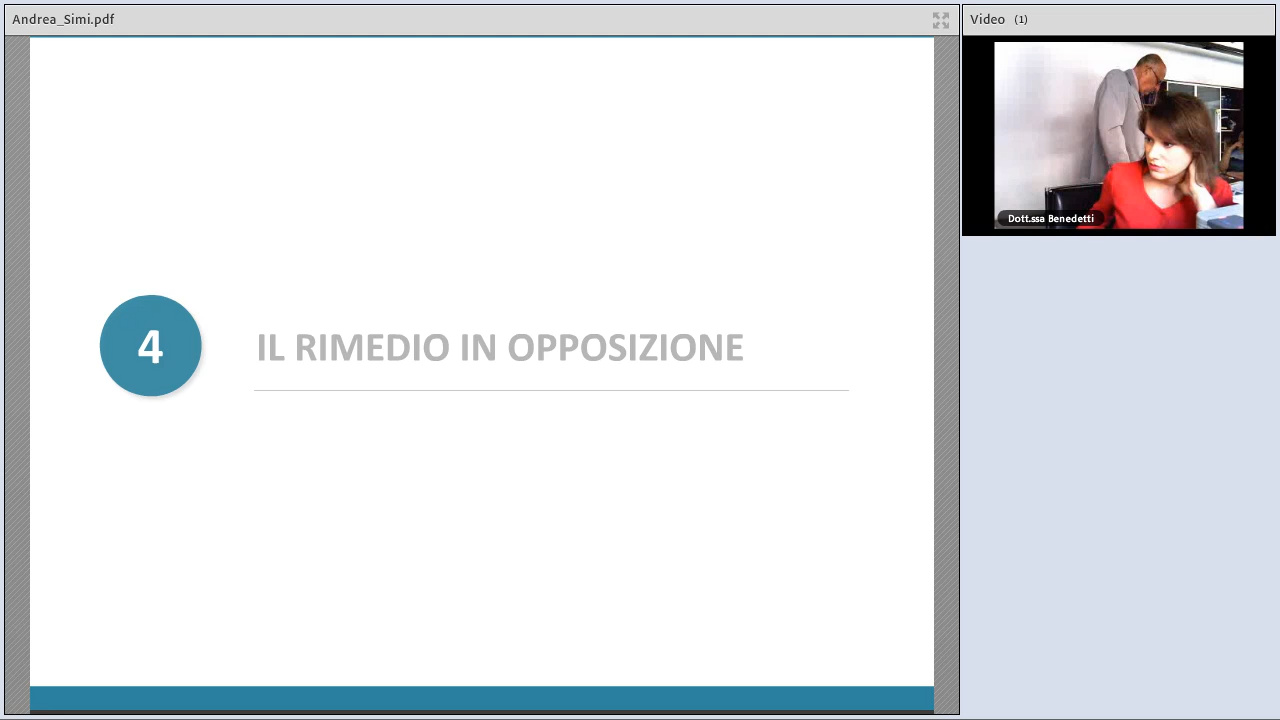 Andrea_Simi.pdf
Video (1)
Dott.ssa Benedetti
4
IL RIMEDIO IN OPPOSIZIONE